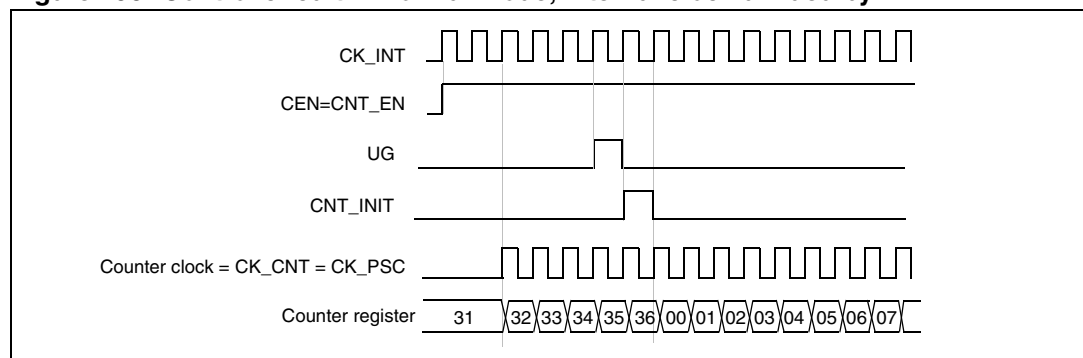 CK_INT
CEN=CNT_EN
UG
CNT_INIT
Counter clock = CK_CNT = CK_PSC
Counter register 31 32 33 34 35 36 00 01 02 03 04 05 06 07